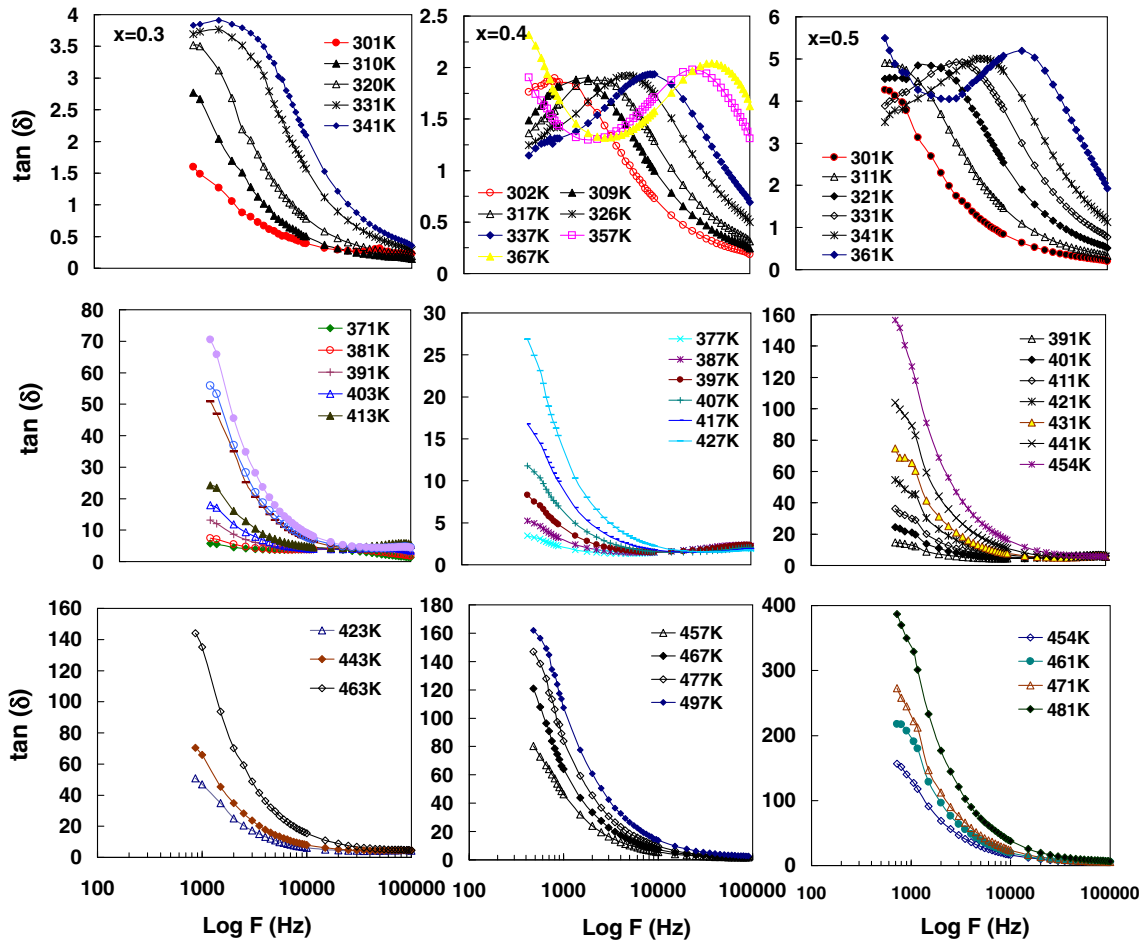 x=0.3
tan (δ)
4
3.5
3
2.5
2
1.5
1
0.5
0
301K
310K
320K
331K
341K
x=0.4
tan (δ)
2.5
2
1.5
1
0.5
0
302K
309K
317K
326K
337K
357K
367K
x=0.5
tan (δ)
6
5
4
3
2
1
0
301K
311K
321K
331K
341K
361K
tan (δ)
80
70
60
50
40
30
20
10
0
371K
381K
391K
403K
413K
30
25
20
15
10
5
0
377K
387K
397K
407K
417K
427K
160
140
120
100
80
60
40
20
0
391K
401K
411K
421K
431K
441K
454K
tan (δ)
160
140
120
100
80
60
40
20
0
423K
443K
463K
100
1000
10000
100000
Log F (Hz)
180
160
140
120
100
80
60
40
20
0
457K
467K
477K
497K
100
1000
10000
100000
Log F (Hz)
400
300
200
100
0
454K
461K
471K
481K
100
1000
10000
100000
Log F (Hz)